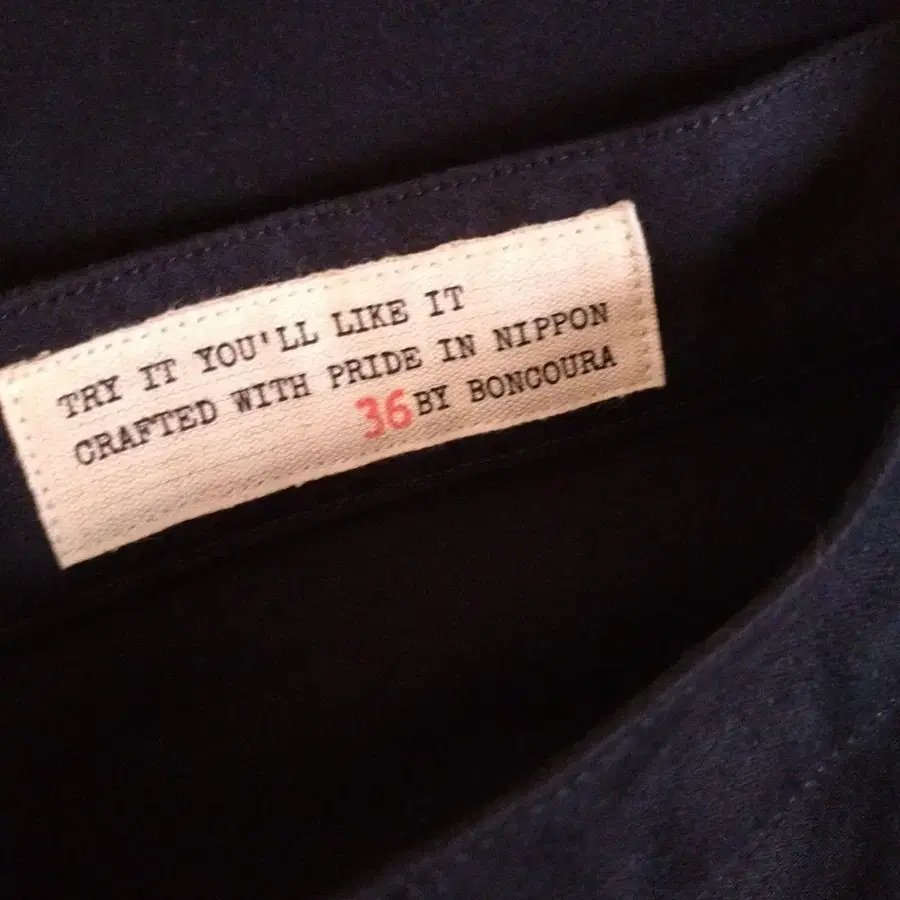 TRY IT YOU'LL LIKE IT
CRAFTED WITH PRIDE IN NIPPON
36 BY BONCOURA